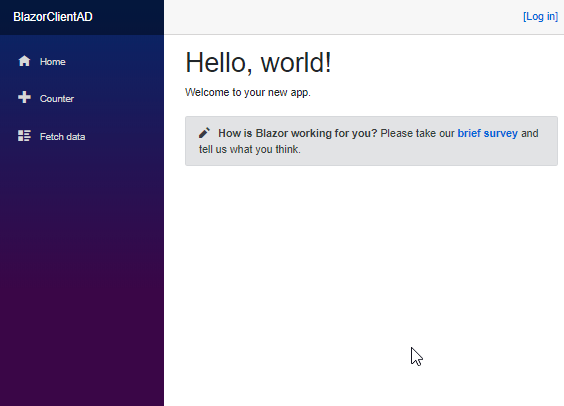 BlazorClientAD
[Log in]
Home
Counter
Fetch data
Hello, world!
Welcome to your new app.
How is Blazor working for you? Please take our brief survey and
tell us what you think.